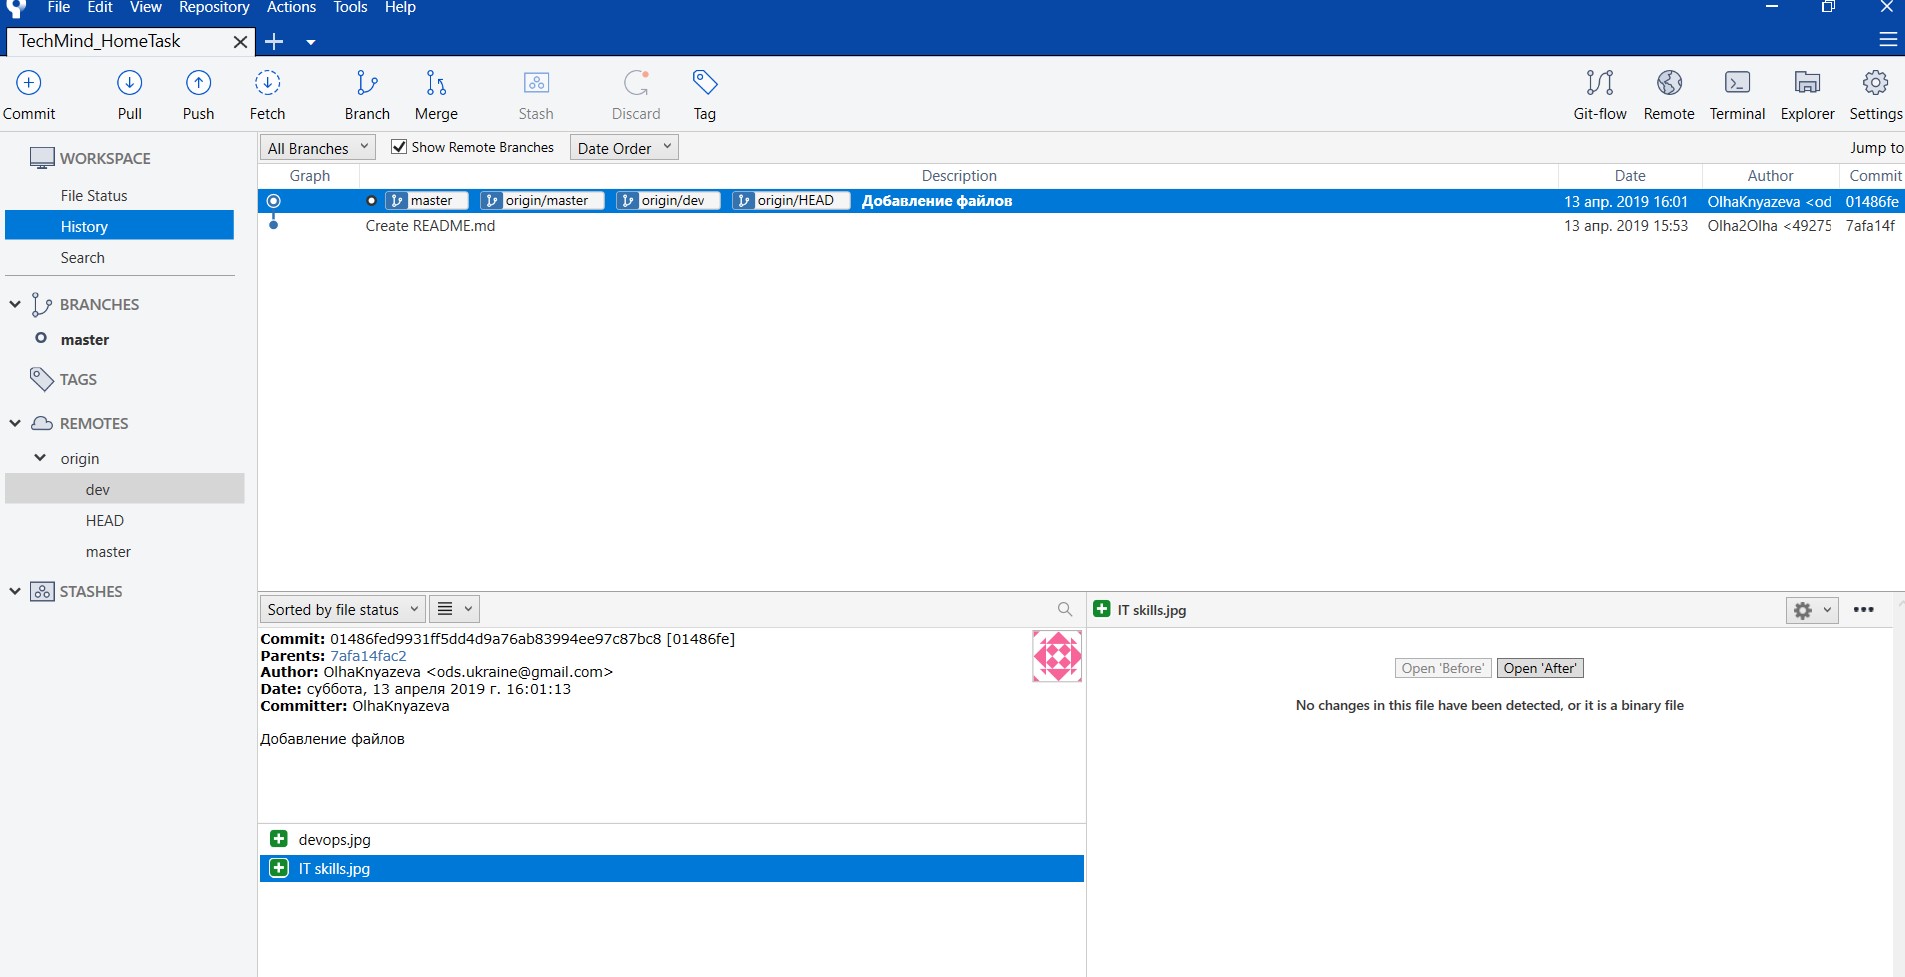 File Edit View Repository Actions Tools Help
TechMind_HomeTask
Commit Pull Push Fetch Branch Merge Stash Discard Tag Git-flow Remote Terminal Explorer Settings
WORKSPACE
File Status
History
Search
BRANCHES
master
TAGS
REMOTES
origin
dev
HEAD
master
STASHES
All Branches Show Remote Branches Date Order Jump to
Graph Description Date Author Commit
master origin/master origin/dev origin/HEAD Добавление файлов 13 апр. 2019 16:01 OlhaKnyazeva <od 01486fe
Create README.md 13 апр. 2019 15:53 Olha2Olha <49275 7afa14f
Sorted by file status
Commit: 01486fed9931ff5dd4d9a76ab83994ee97c87bc8 [01486fe]
Parents: 7afa14fac2
Author: OlhaKnyazeva <ods.ukraine@gmail.com>
Date: суббота, 13 апреля 2019 г. 16:01:13
Committer: OlhaKnyazeva
Добавление файлов
devops.jpg
IT skills.jpg
IT skills.jpg
Open 'Before' Open 'After'
No changes in this file have been detected, or it is a binary file